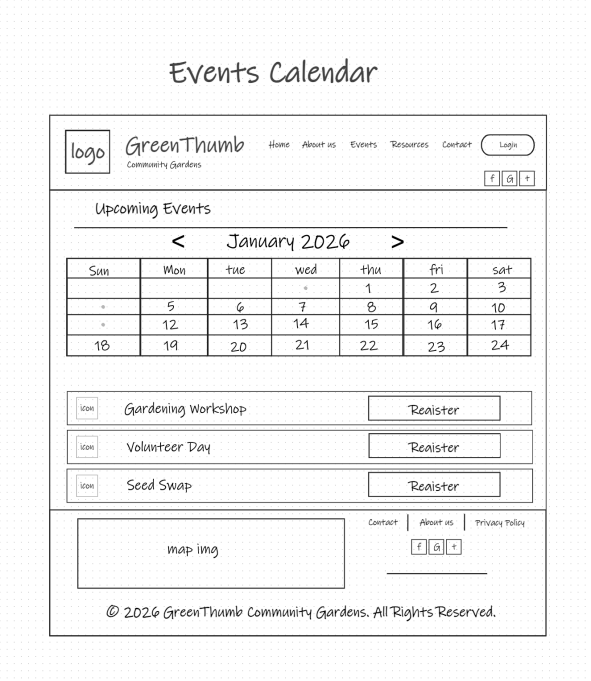 Events Calendar
logo
GreenThumb
Community Gardens
Home About us Events Resources Contact Login
f G t
Upcoming Events
< January 2026 >
Sun Mon tue wed thu fri sat
1 2 3
5 6 7 8 9 10
12 13 14 15 16 17
18 19 20 21 22 23 24
icon Gardening Workshop Reaister
icon Volunteer Day Reaister
icon Seed Swap Reaister
map img
Contact About us Privacy Policy
f G t
© 2026 GreenThumb Community Gardens. All Rights Reserved.